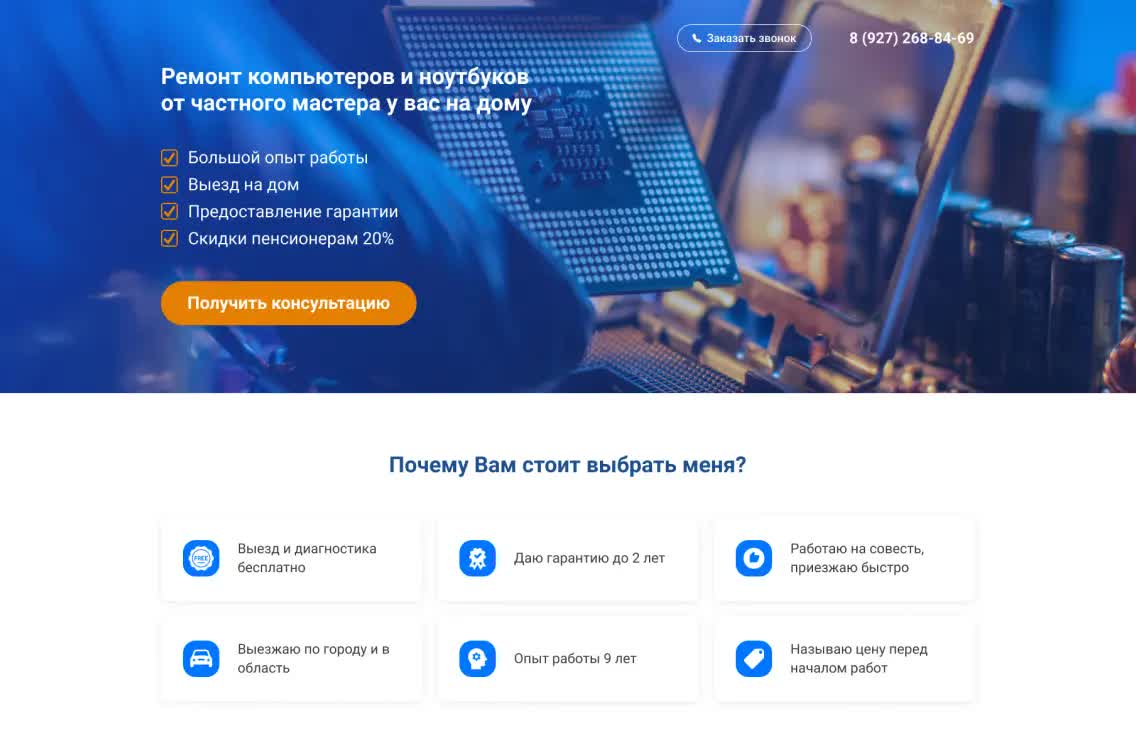 Заказать звонок
8 (927) 268-84-69
Ремонт компьютеров и ноутбуков
от частного мастера у вас на дому
Большой опыт работы
Выезд на дом
Предоставление гарантии
Скидки пенсионерам 20%
Получить консультацию
Почему Вам стоит выбрать меня?
FREE
Выезд и диагностика
бесплатно
Даю гарантию до 2 лет
Работаю на совесть,
приезжаю быстро
Выезжаю по городу и в
область
Опыт работы 9 лет
Называю цену перед
началом работ